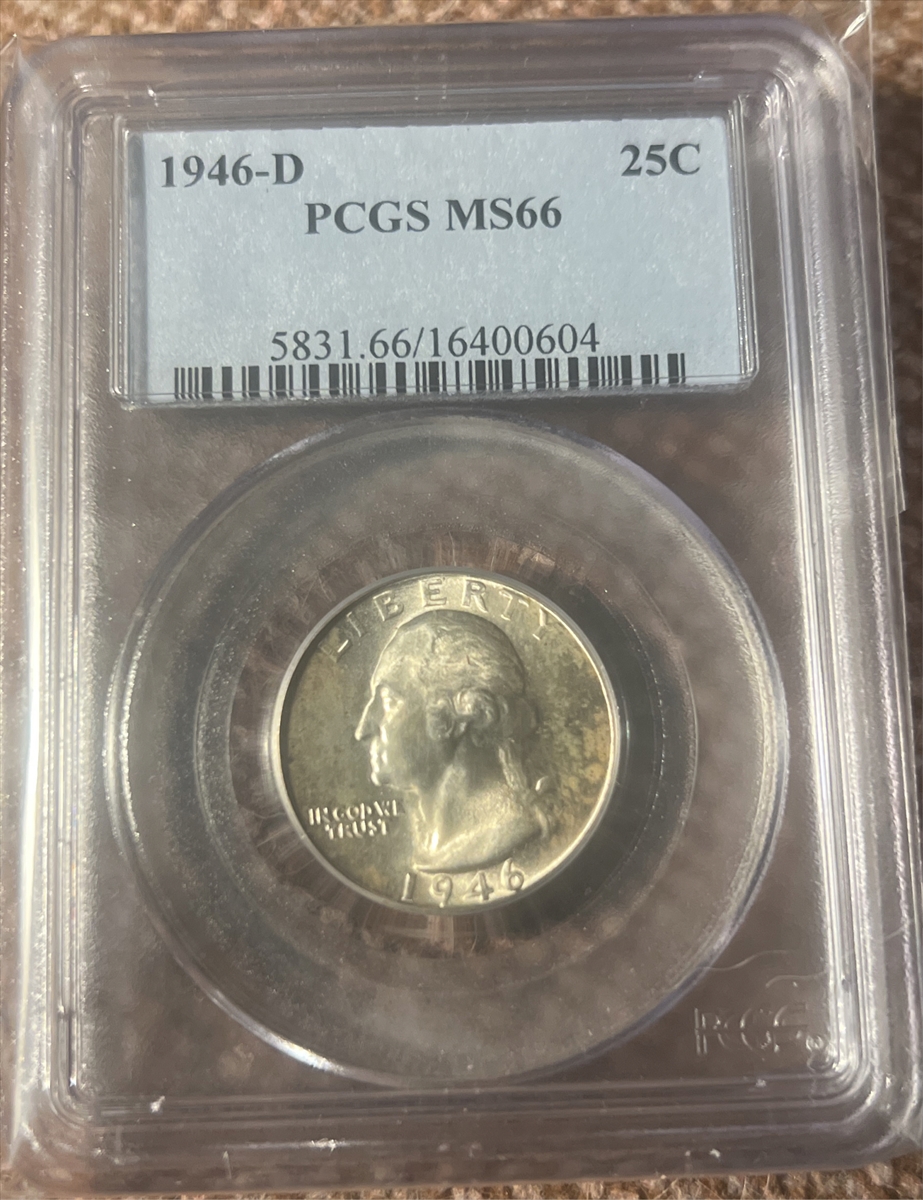 1946-D 25C
PCGS MS66
5831.66/16400604
LIBERTY
IN GOD WE
TRUST
1946
PCGS